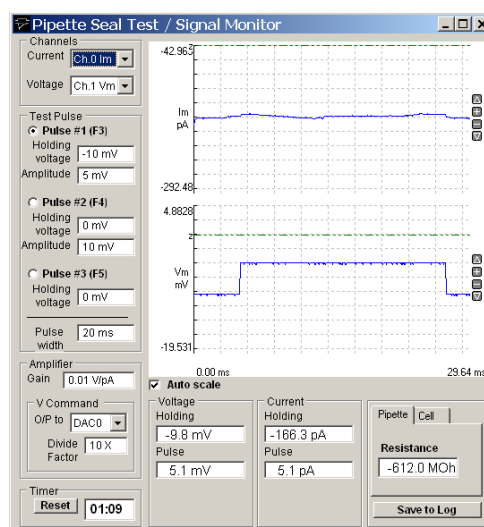 Pipette Seal Test / Signal Monitor
Channels
Current Ch.0 Im
Voltage Ch.1 Vm
Test Pulse
Pulse #1 (F3)
Holding voltage -10 mV
Amplitude 5 mV
Pulse #2 (F4)
Holding voltage 0 mV
Amplitude 10 mV
Pulse #3 (F5)
Holding voltage 0 mV
Pulse width 20 ms
Amplifier
Gain 0.01 V/pA
V Command
O/P to DAC0
Divide Factor 10 X
Timer
Reset 01:09
-42.963
z
Im
pA
-292.48
4.8828
z
Vm
mV
-19.531
0.00 ms 29.64 ms
Auto scale
Voltage
Holding
-9.8 mV
Pulse
5.1 mV
Current
Holding
-166.3 pA
Pulse
5.1 pA
Pipette Cell
Resistance
-612.0 MOh
Save to Log